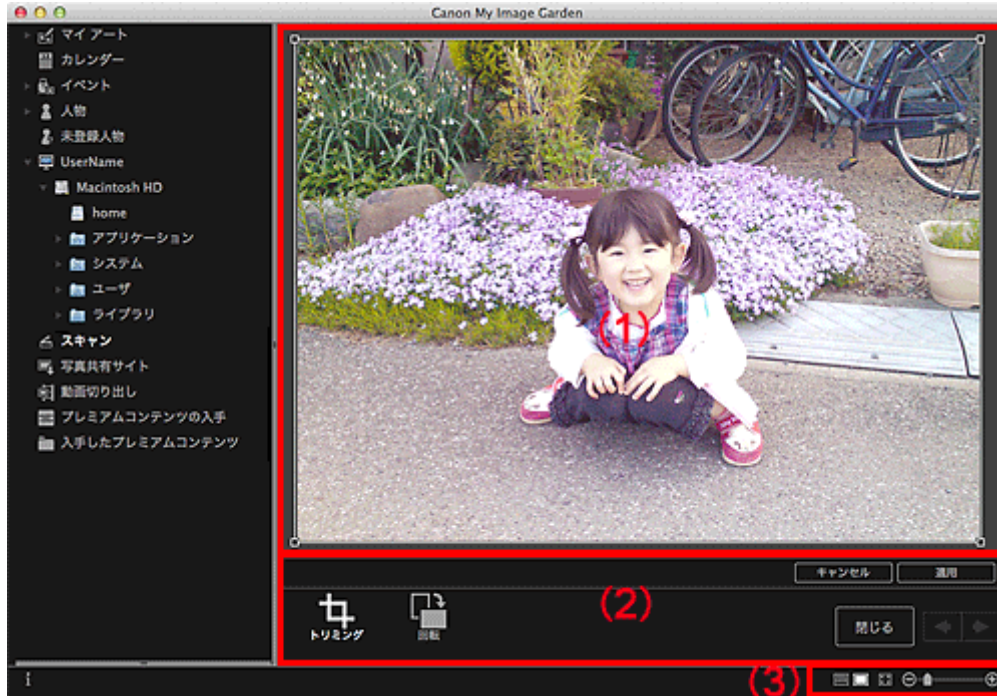 Canon My Image Garden
マイ アート
カレンダー
イベント
人物
未登録人物
UserName
Macintosh HD
home
アプリケーション
システム
ユーザ
ライブラリ
スキャン
写真共有サイト
動画切り出し
プレミアムコンテンツの入手
入手したプレミアムコンテンツ
(1)
キャンセル
適用
(2)
トリミング
回転
閉じる
(3)